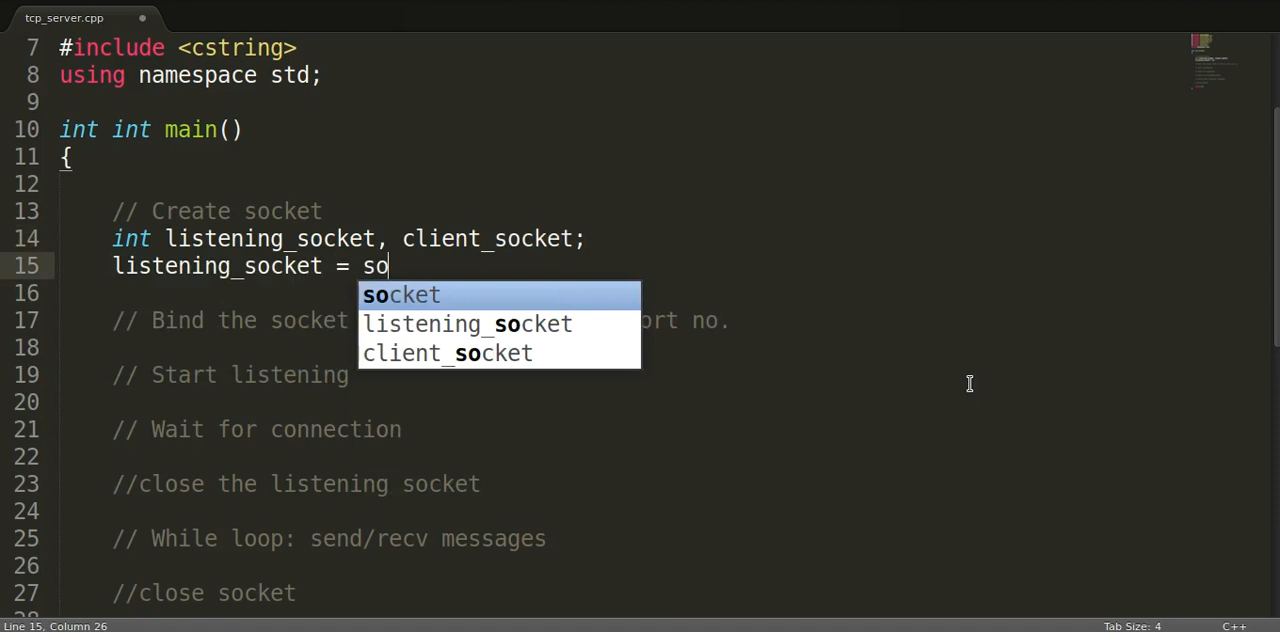 tcp_server.cpp
7 #include <cstring>
8 using namespace std;
9
10 int int main()
11 {
12
13 // Create socket
14 int listening_socket, client_socket;
15 listening_socket = so
16 socket
17 // Bind the socket listening_socket ort no.
18 client_socket
19 // Start listening
20
21 // Wait for connection
22
23 //close the listening socket
24
25 // While loop: send/recv messages
26
27 //close socket
Line 15, Column 26 Tab Size: 4 C++